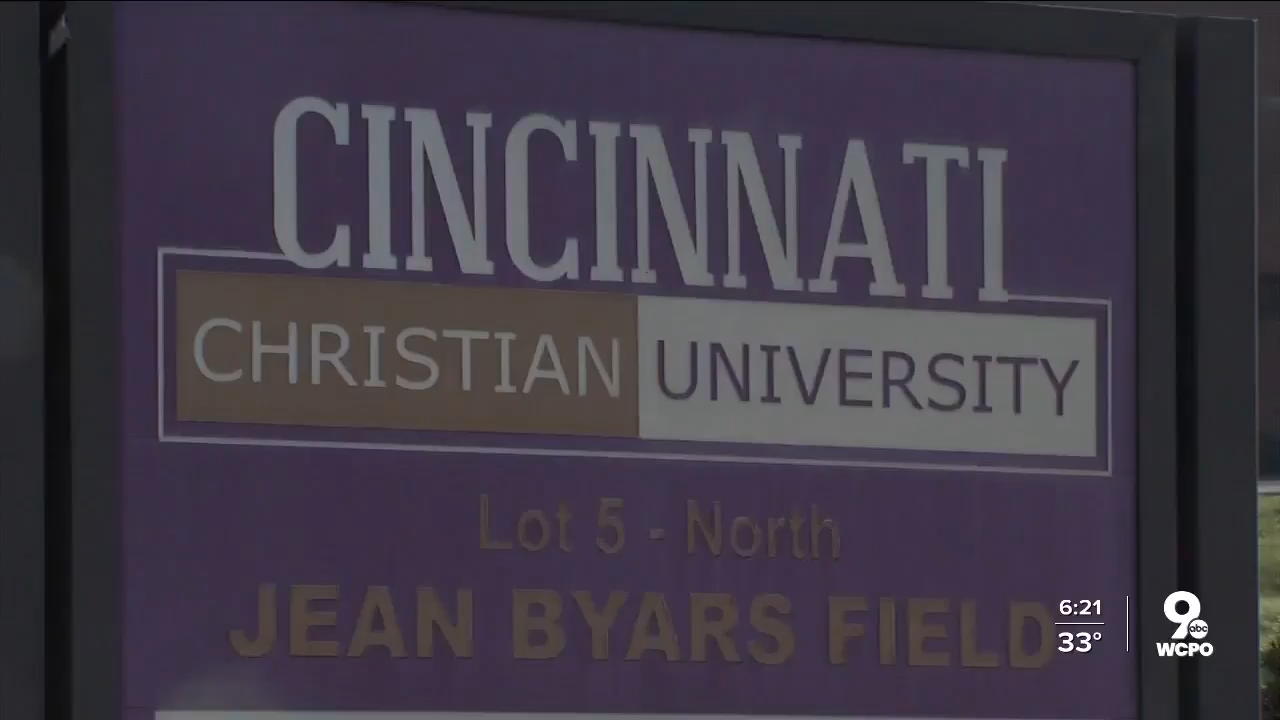 CINCINNATI
CHRISTIAN UNIVERSITY
Lot 5 - North
JEAN BYARS FIELD
6:21
33°
9 abc
WCPO